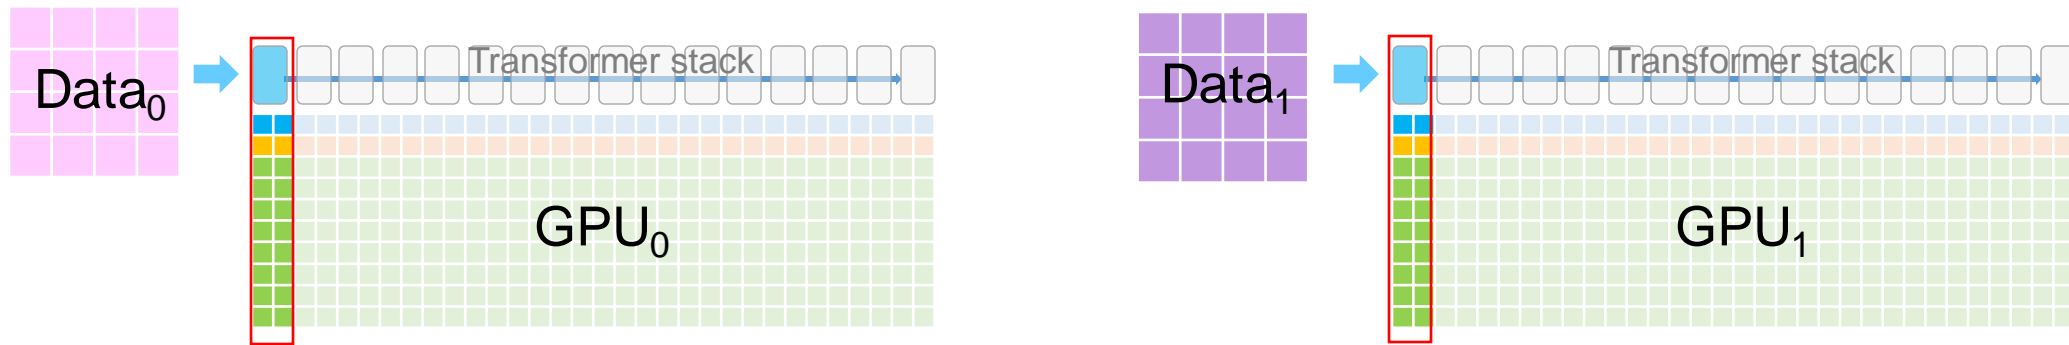 Data₀
Transformer stack
GPU₀
Data₁
Transformer stack
GPU₁